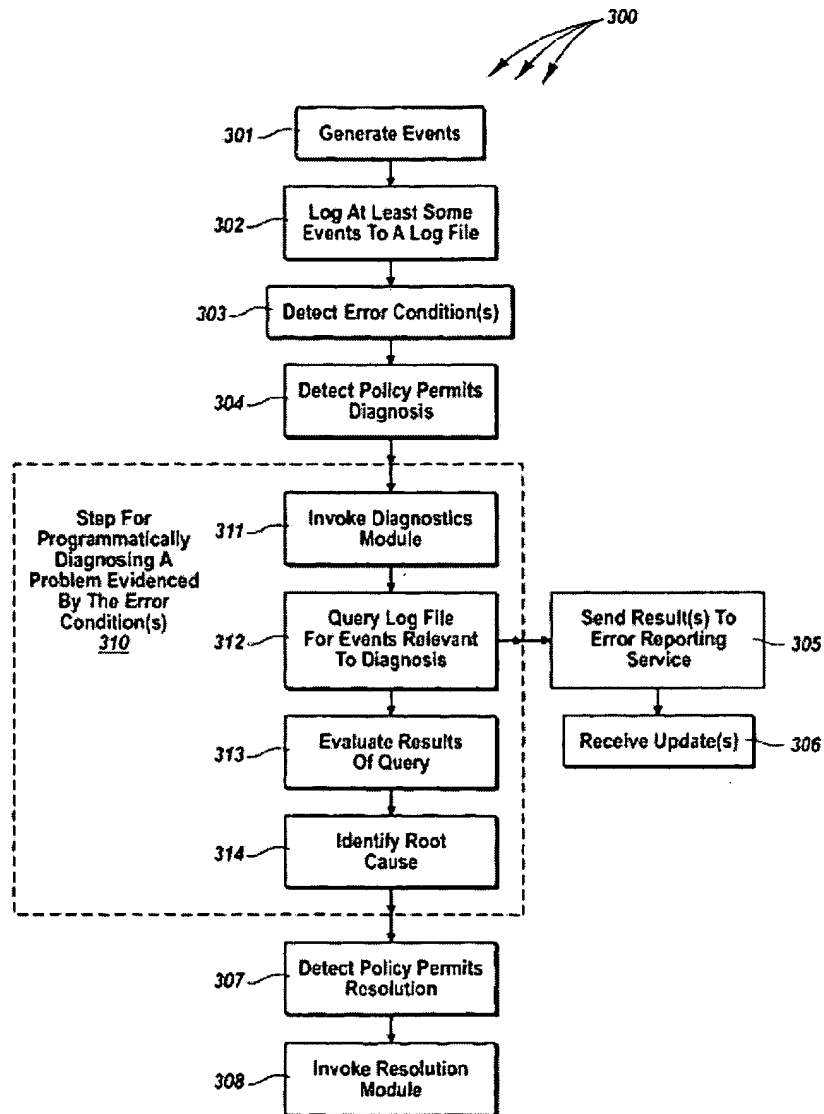 300
301
Generate Events
302
Log At Least Some
Events To A Log File
303
Detect Error Condition(s)
304
Detect Policy Permits
Diagnosis
Step For
Programmatically
Diagnosing A
Problem Evidenced
By The Error
Condition(s)
310
311
Invoke Diagnostics
Module
312
Query Log File
For Events Relevant
To Diagnosis
Send Result(s) To
Error Reporting
Service
305
313
Evaluate Results
Of Query
Receive Update(s)
306
314
Identify Root
Cause
307
Detect Policy Permits
Resolution
308
Invoke Resolution
Module